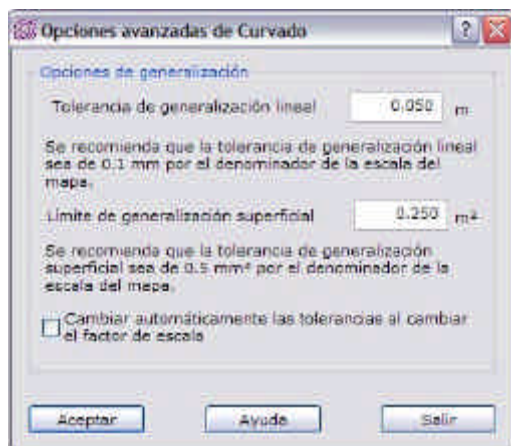 Opciones avanzadas de Curvado
Opciones de generalización
Tolerancia de generalización lineal 0.050 m
Se recomienda que la tolerancia de generalización lineal
sea de 0.1 mm por el denominador de la escala del
mapa.
Límite de generalización superficial 0.250 m²
Se recomienda que la tolerancia de generalización
superficial sea de 0.5 mm² por el denominador de la
escala del mapa.
Cambiar automáticamente las tolerancias al cambiar
el factor de escala
Aceptar Ayuda Salir